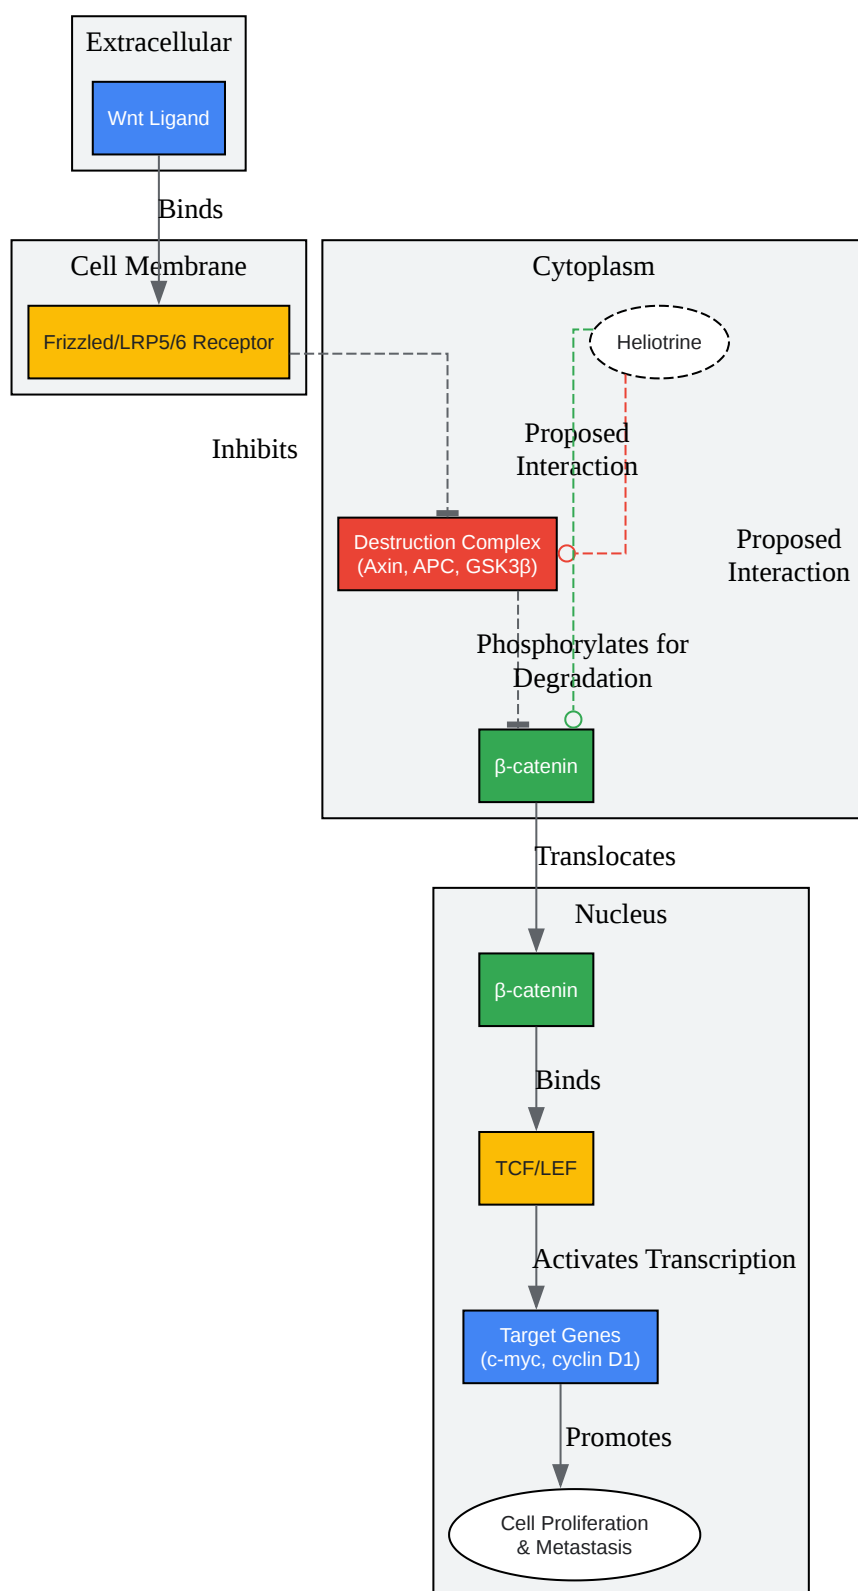 Extracellular
Wnt Ligand
Binds
Cell Membrane
Frizzled/LRP5/6 Receptor
Cytoplasm
Heliotrine
Inhibits
Proposed
Interaction
Destruction Complex
(Axin, APC, GSK3β)
Proposed
Interaction
Phosphorylates for
Degradation
β-catenin
Translocates
Nucleus
β-catenin
Binds
TCF/LEF
Activates Transcription
Target Genes
(c-myc, cyclin D1)
Promotes
Cell Proliferation
& Metastasis